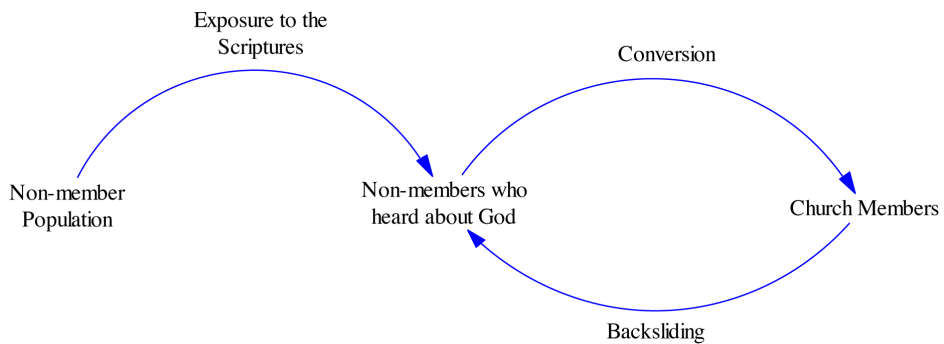 Exposure to the
Scriptures
Conversion
Non-member
Population
Non-members who
heard about God
Church Members
Backsliding